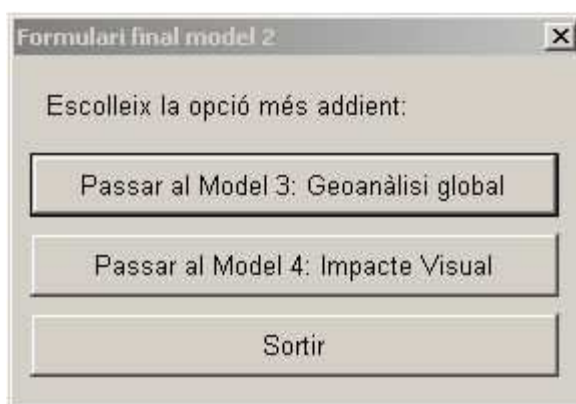 Formulari final model 2
Escolleix la opció més addient:
Passar al Model 3: Geoanàlisi global
Passar al Model 4: Impacte Visual
Sortir